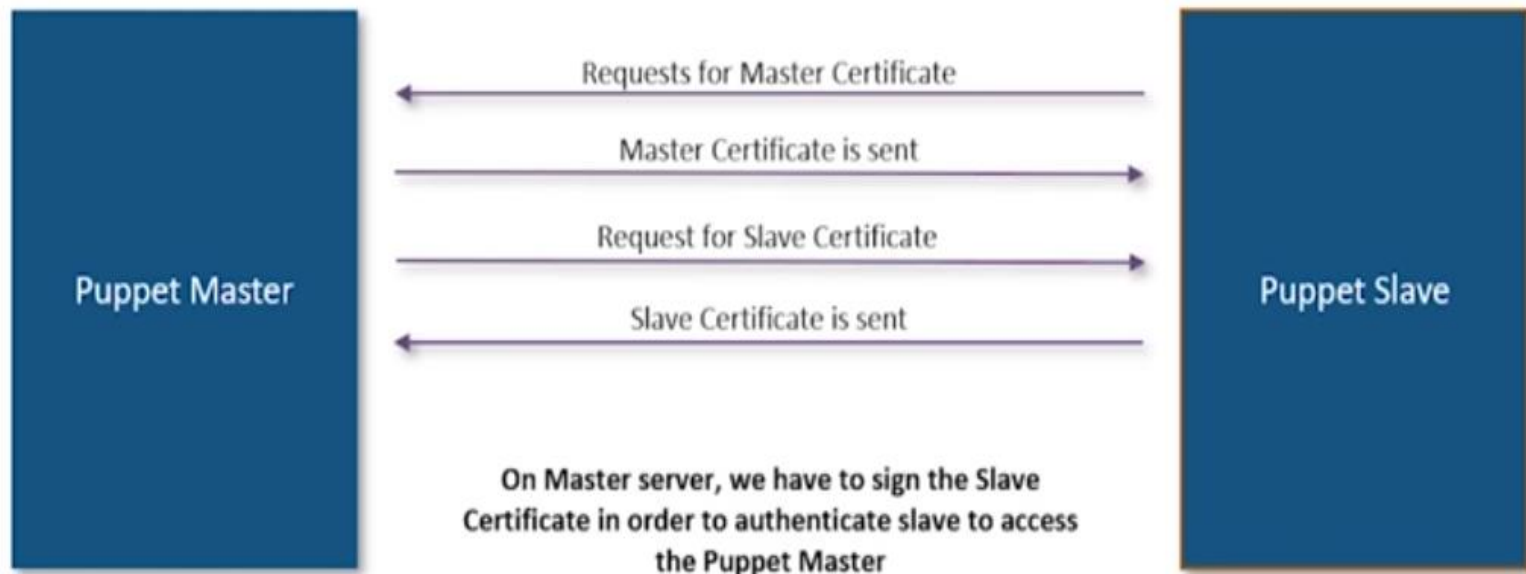 Requests for Master Certificate
Master Certificate is sent
Request for Slave Certificate
Puppet Master
Puppet Slave
Slave Certificate is sent
On Master server, we have to sign the Slave
Certificate in order to authenticate slave to access
the Puppet Master